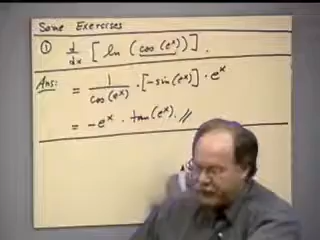 Some Exercises
① d/dx [ ln (cos (e^x)) ] .
Ans: = 1/cos(e^x) · [-sin(e^x)] · e^x
= -e^x · tan(e^x). //